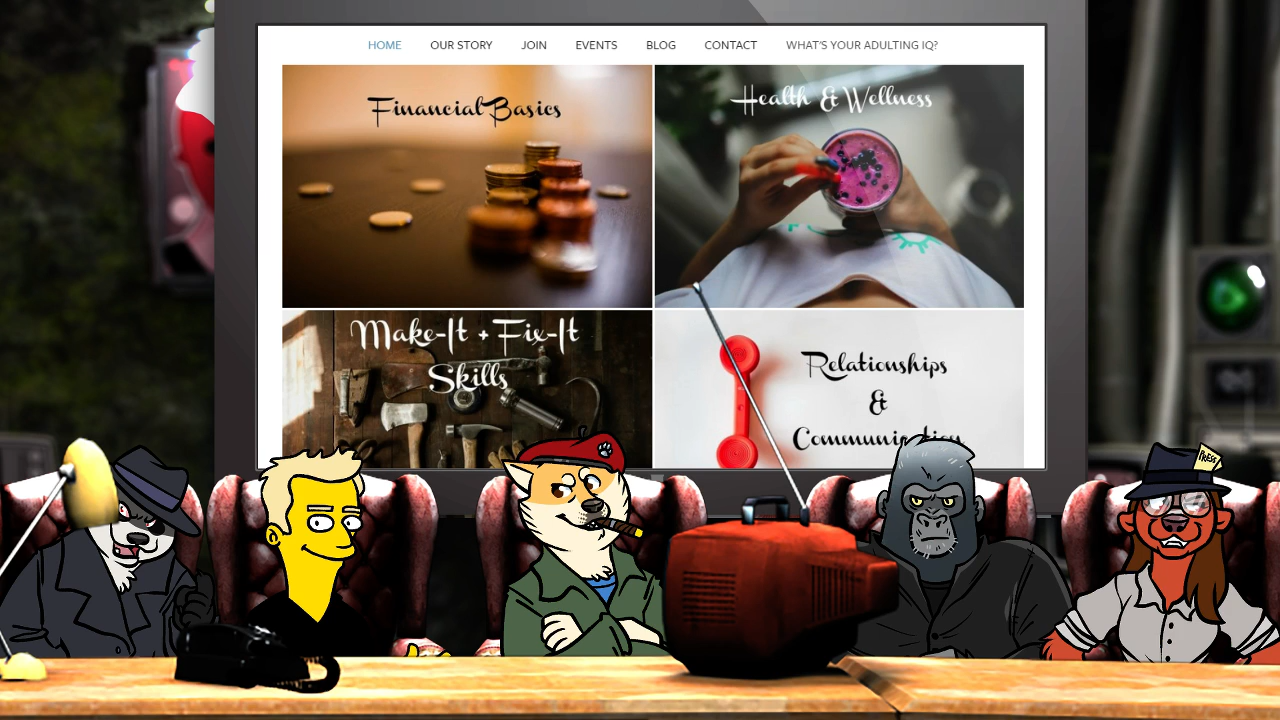 HOME OUR STORY JOIN EVENTS BLOG CONTACT WHAT'S YOUR ADULTING IQ?
Financial Basics
Health & Wellness
Make-It + Fix-It
Skills
Relationships
&
PRESS